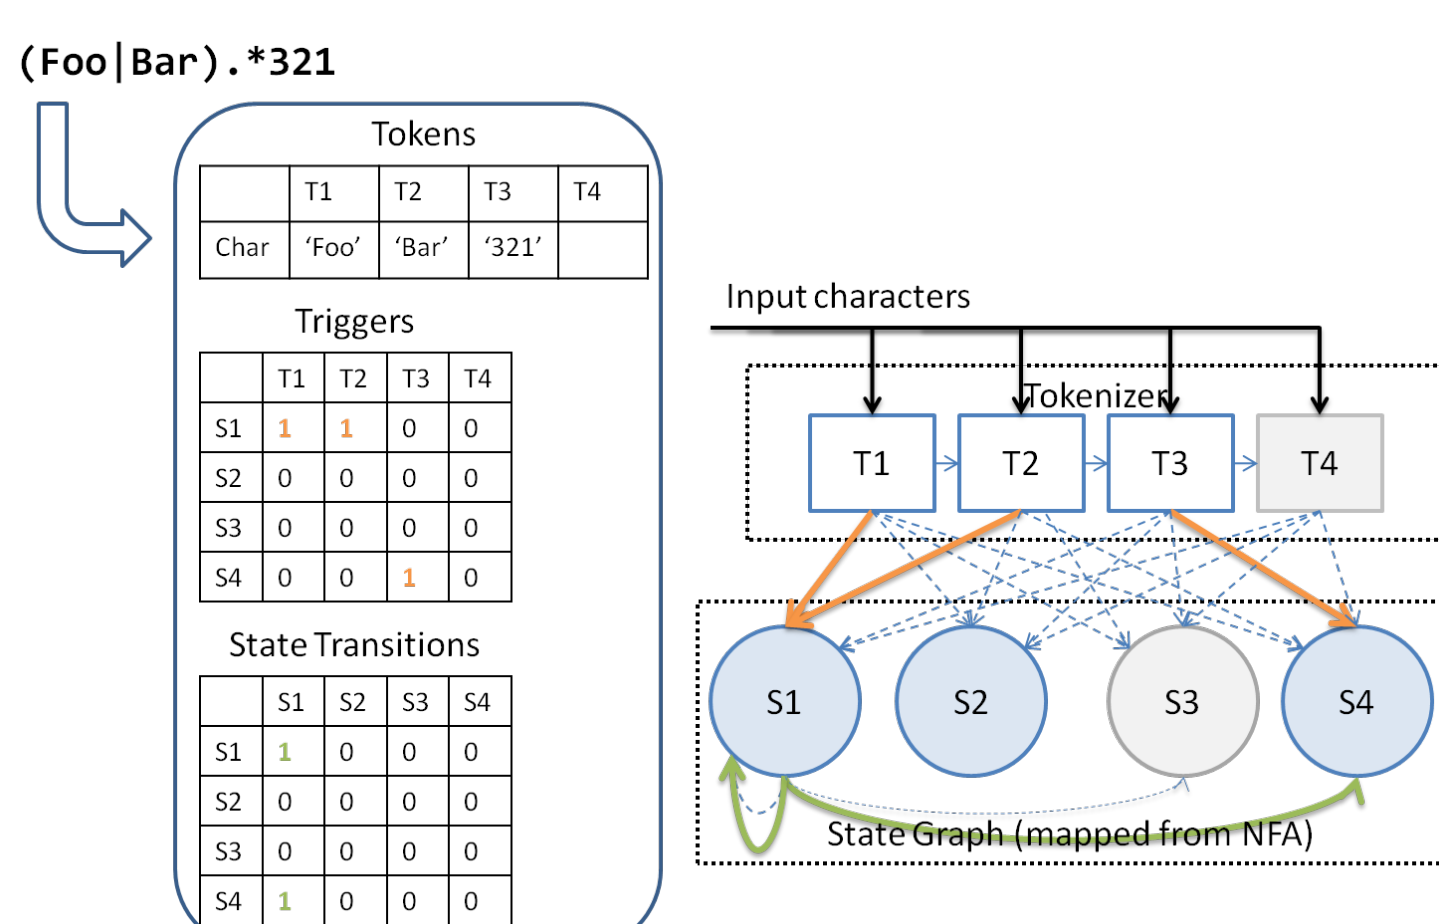 (Foo|Bar).*321
Tokens
T1 T2 T3 T4
Char ‘Foo’ ‘Bar’ ‘321’
Triggers
T1 T2 T3 T4
S1 1 1 0 0
S2 0 0 0 0
S3 0 0 0 0
S4 0 0 1 0
State Transitions
S1 S2 S3 S4
S1 1 0 0 0
S2 0 0 0 0
S3 0 0 0 0
S4 1 0 0 0
Input characters
Tokenizer
T1 T2 T3 T4
S1 S2 S3 S4
State Graph (mapped from NFA)